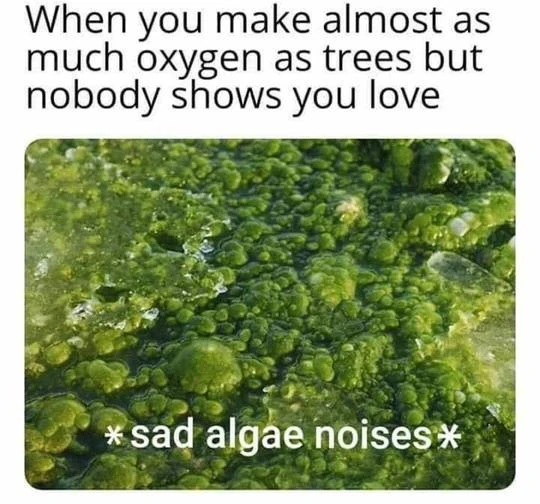 When you make almost as
much oxygen as trees but
nobody shows you love
*sad algae noises*